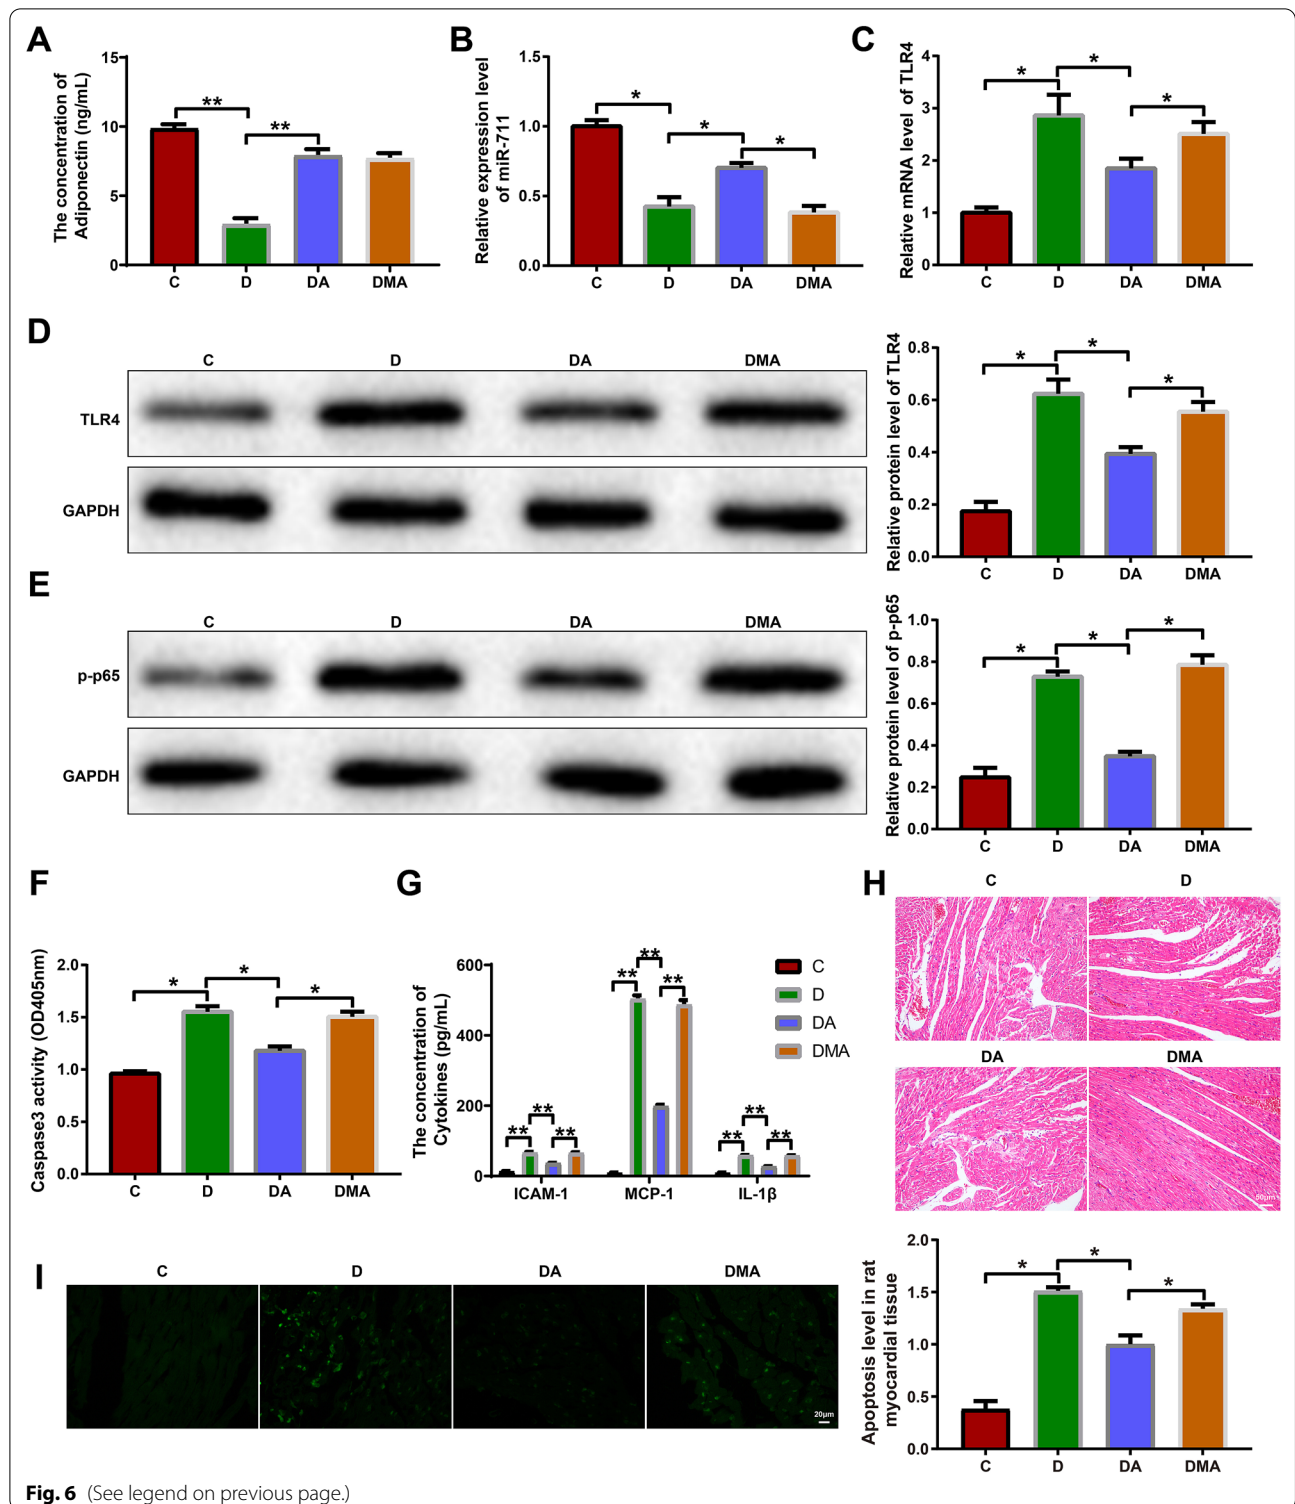 A
The concentration of
Adiponectin (ng/mL)
15
10
5
0
**
**
C D DA DMA
B
Relative expression level
of miR-711
1.5
1.0
0.5
0.0
*
*
*
C D DA DMA
C
Relative mRNA level of TLR4
4
3
2
1
0
*
*
*
C D DA DMA
D
C D DA DMA
TLR4
GAPDH
Relative protein level of TLR4
0.8
0.6
0.4
0.2
0.0
*
*
*
C D DA DMA
E
C D DA DMA
p-p65
GAPDH
Relative protein level of p-p65
1.0
0.8
0.6
0.4
0.2
0.0
*
*
*
C D DA DMA
F
Caspase3 activity (OD405nm)
2.0
1.5
1.0
0.5
0.0
*
*
*
C D DA DMA
G
The concentration of
Cytokines (pg/mL)
600
400
200
0
**
**
**
**
**
**
**
**
**
ICAM-1 MCP-1 IL-1β
C
D
DA
DMA
H
C D
DA DMA
50μm
I
C D DA DMA
20μm
Apoptosis level in rat
myocardial tissue
2.0
1.5
1.0
0.5
0.0
*
*
*
C D DA DMA
Fig. 6 (See legend on previous page.)